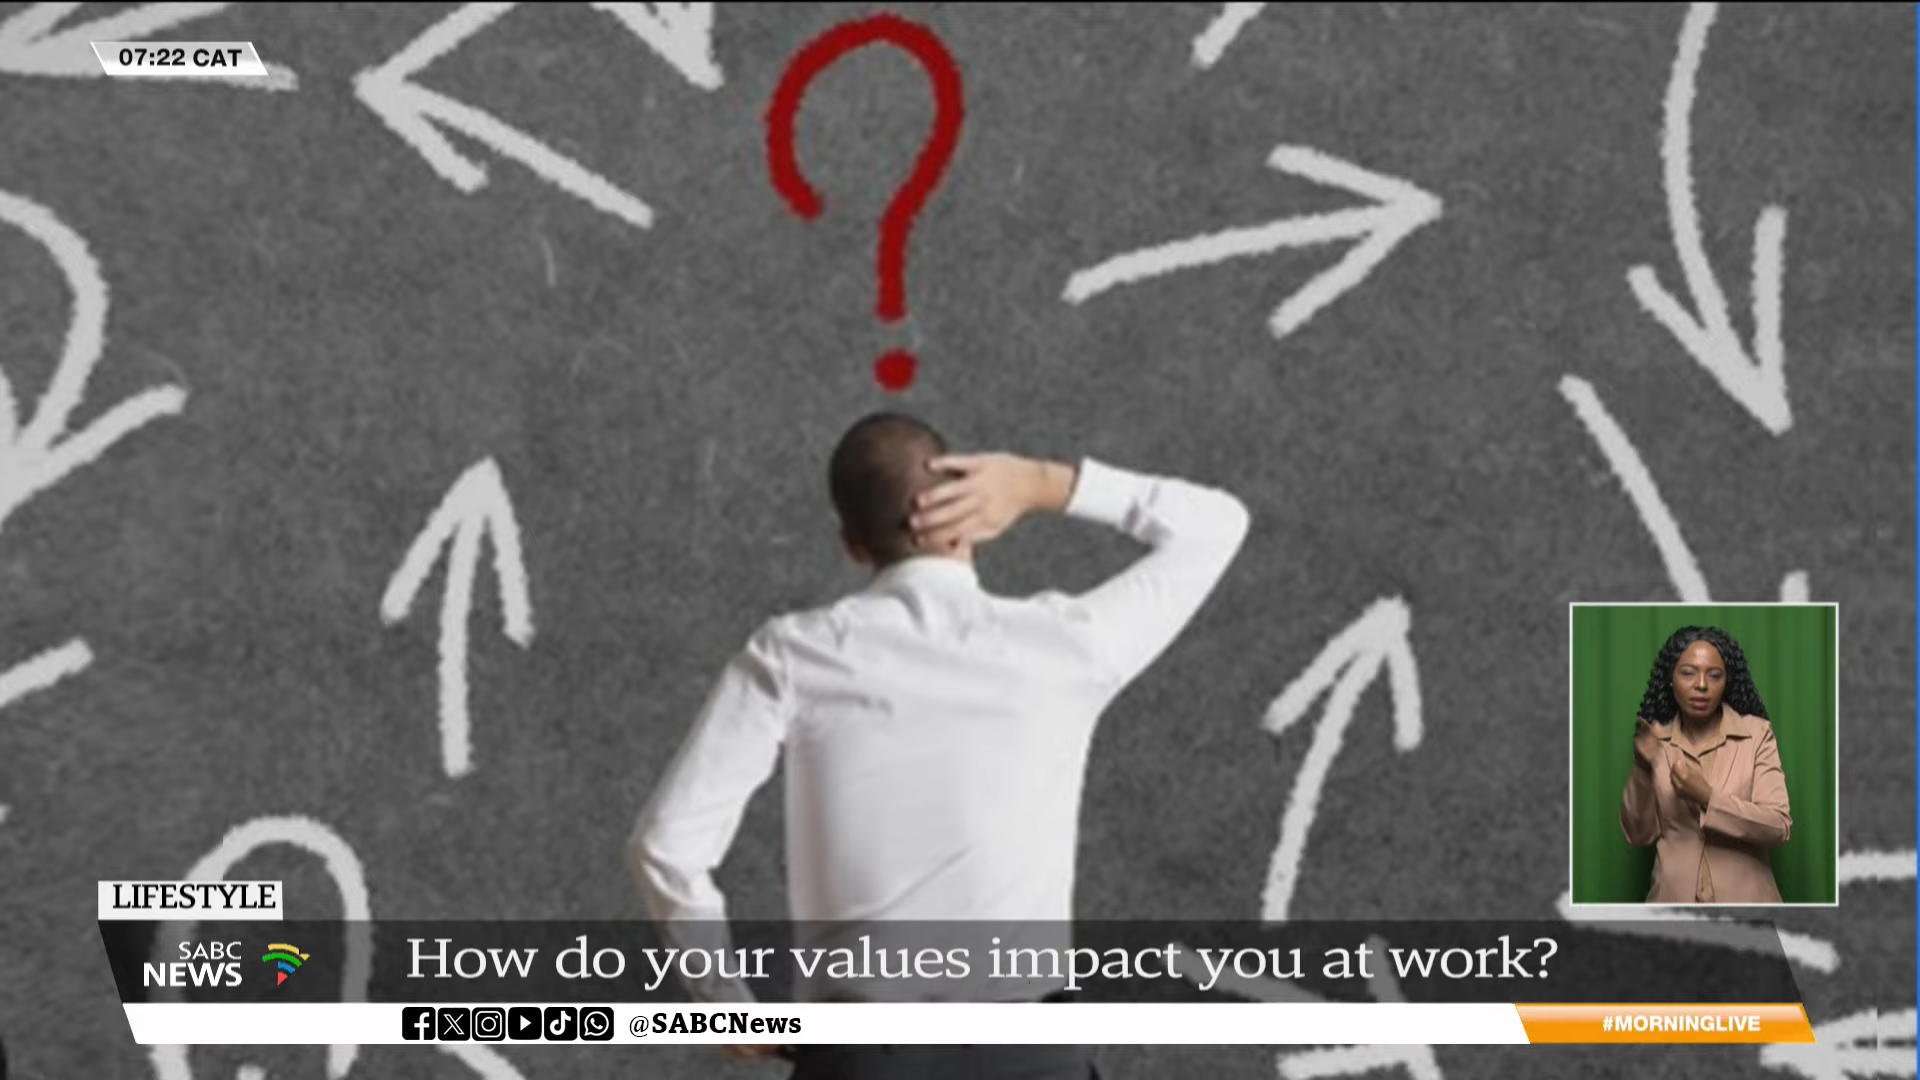 07:22 CAT
LIFESTYLE
SABC
NEWS
How do your values impact you at work?
@SABCNews
#MORNINGLIVE